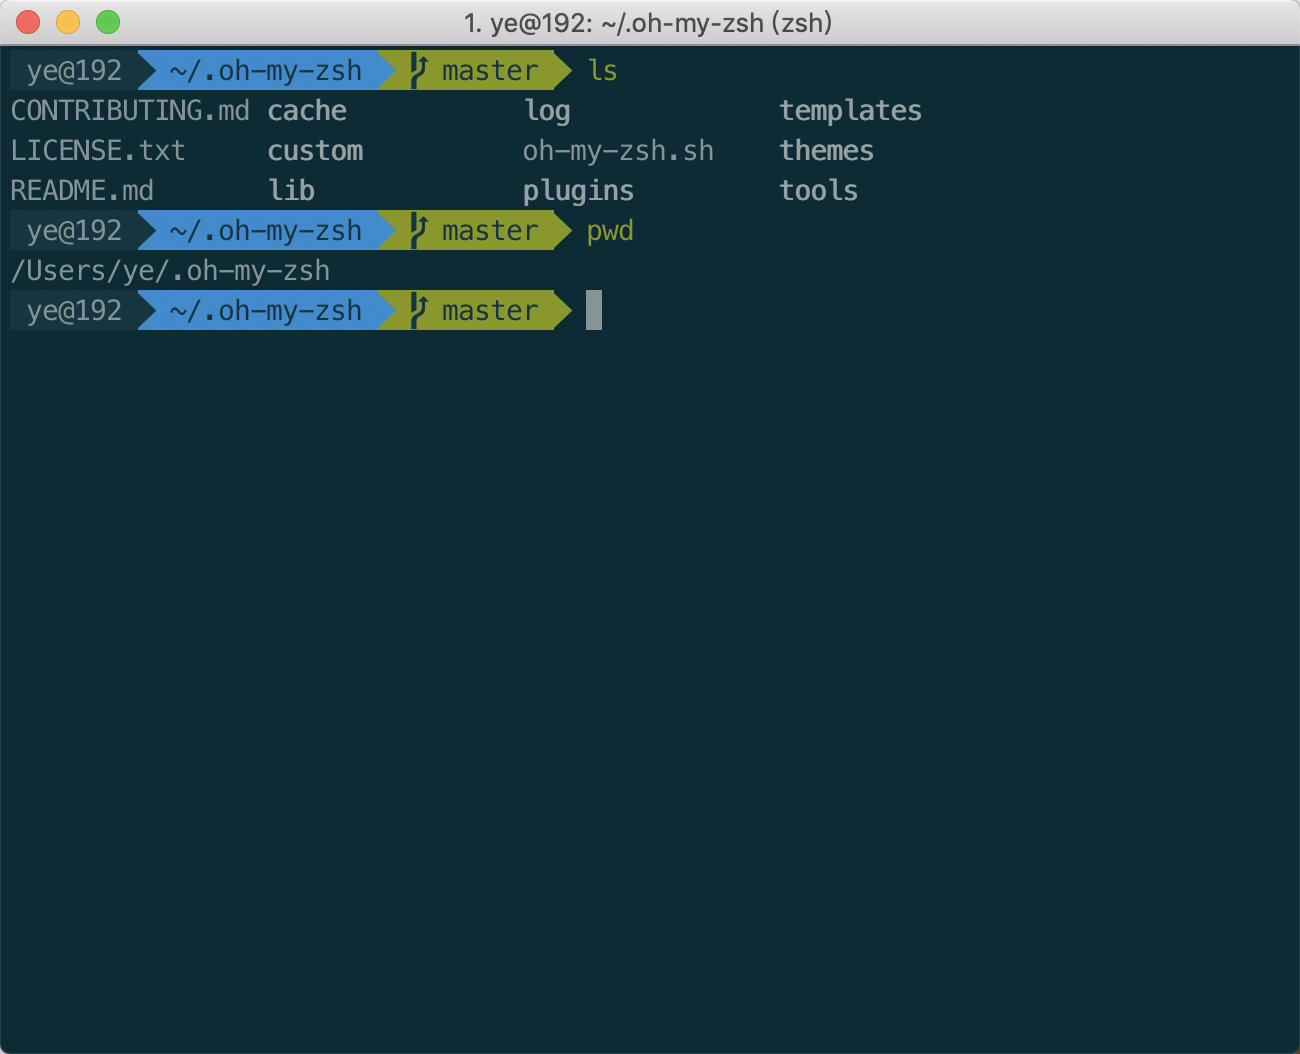 1. ye@192: ~/.oh-my-zsh (zsh)
ye@192 ~/.oh-my-zsh master ls
CONTRIBUTING.md cache log templates
LICENSE.txt custom oh-my-zsh.sh themes
README.md lib plugins tools
ye@192 ~/.oh-my-zsh master pwd
/Users/ye/.oh-my-zsh
ye@192 ~/.oh-my-zsh master